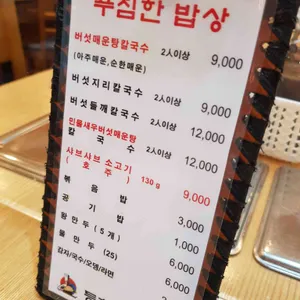 푸짐한 밥상
버섯매운탕칼국수 2人이상 9,000
(아주매운,순한매운)
버섯지리칼국수 2人이상 9,000
버섯들깨칼국수 2人이상 12,000
민물새우버섯매운탕
칼국수 2人이상 12,000
샤브샤브 소고기
(호주) 130g 9,000
볶음밥 3,000
공기밥 1,000
왕만두(5개) 6,000
물만두(25) 6,000
감자/국수/오뎅/라면